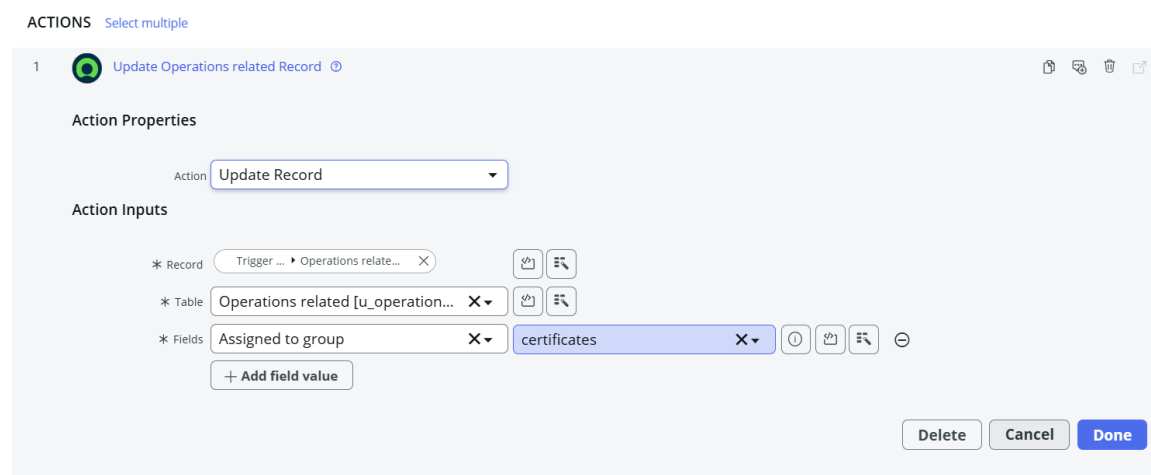 ACTIONS Select multiple
1 Update Operations related Record
Action Properties
Action Update Record
Action Inputs
* Record Trigger ... ▸ Operations relate... ✕
* Table Operations related [u_operation... ✕
* Fields Assigned to group ✕ certificates ✕
+ Add field value
Delete Cancel Done